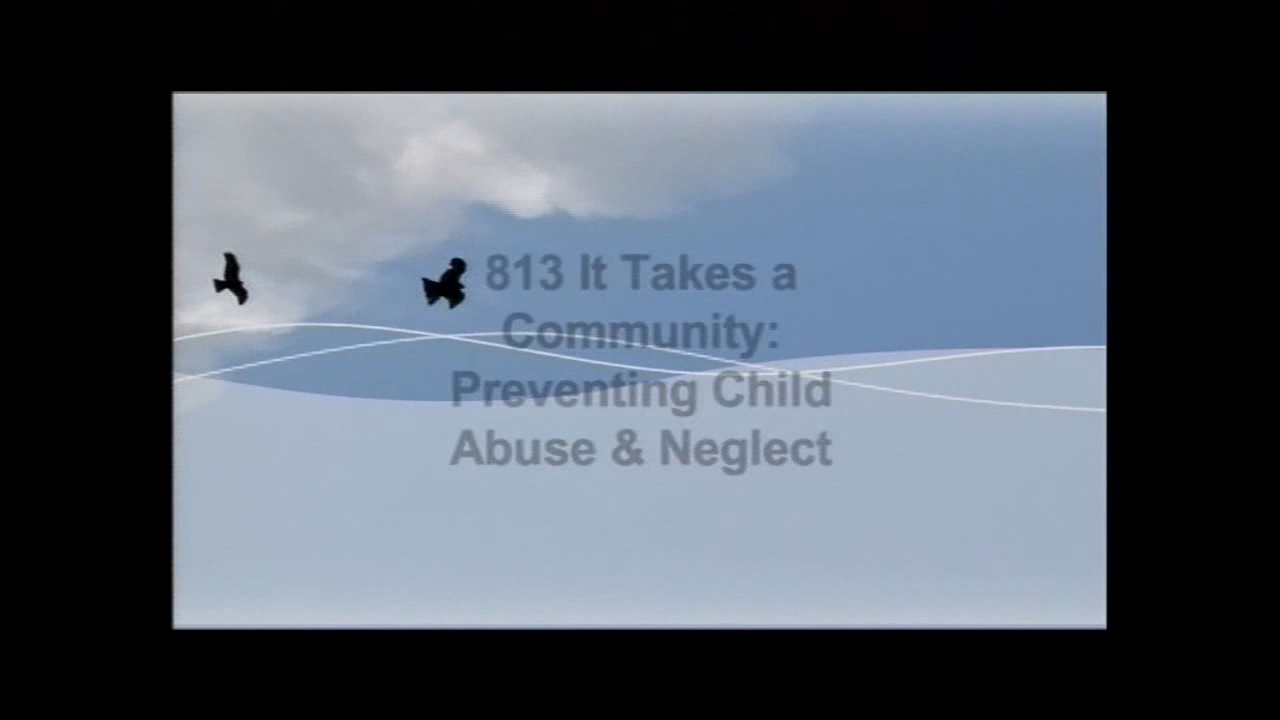 813 It Takes a
Community:
Preventing Child
Abuse & Neglect